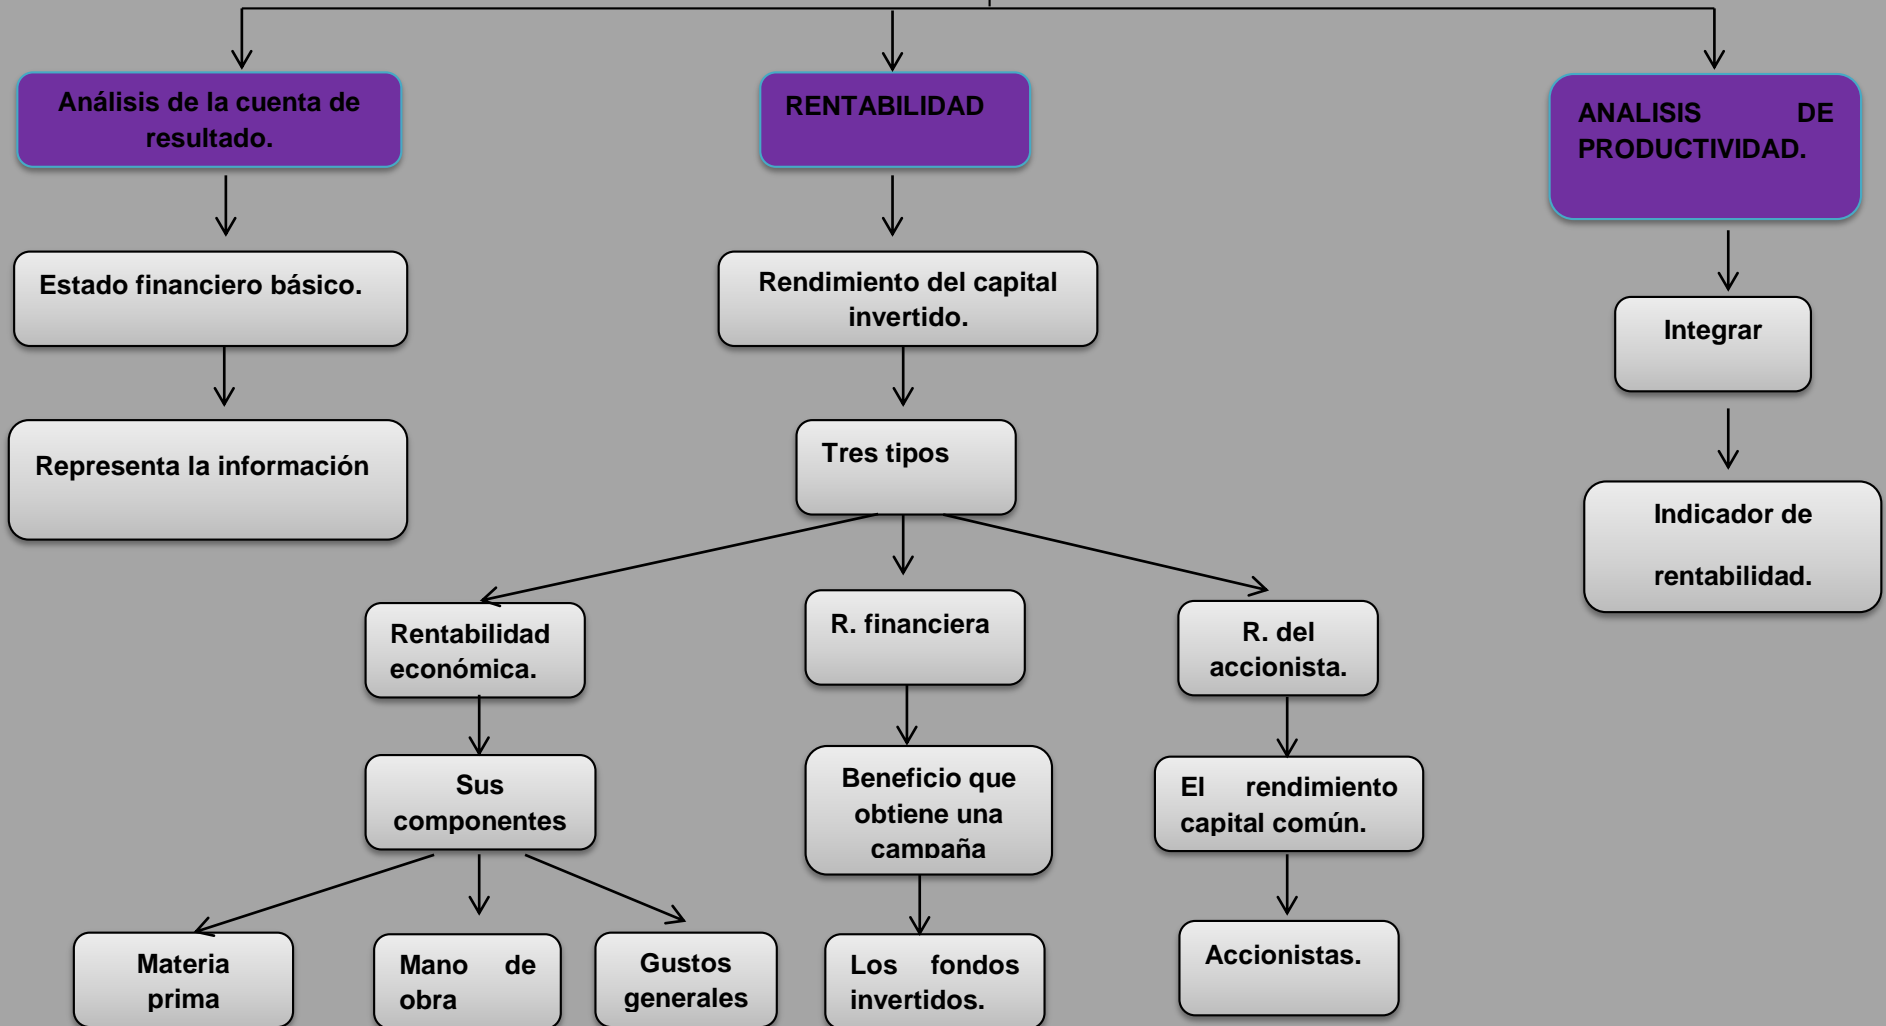 Análisis de la cuenta de
resultado.
RENTABILIDAD
ANALISIS DE
PRODUCTIVIDAD.
Estado financiero básico.
Rendimiento del capital
invertido.
Integrar
Representa la información
Tres tipos
Indicador de
rentabilidad.
Rentabilidad
económica.
R. financiera
R. del
accionista.
Sus
componentes
Beneficio que
obtiene una
campaña
El rendimiento
capital común.
Materia
prima
Mano de
obra
Gustos
generales
Los fondos
invertidos.
Accionistas.